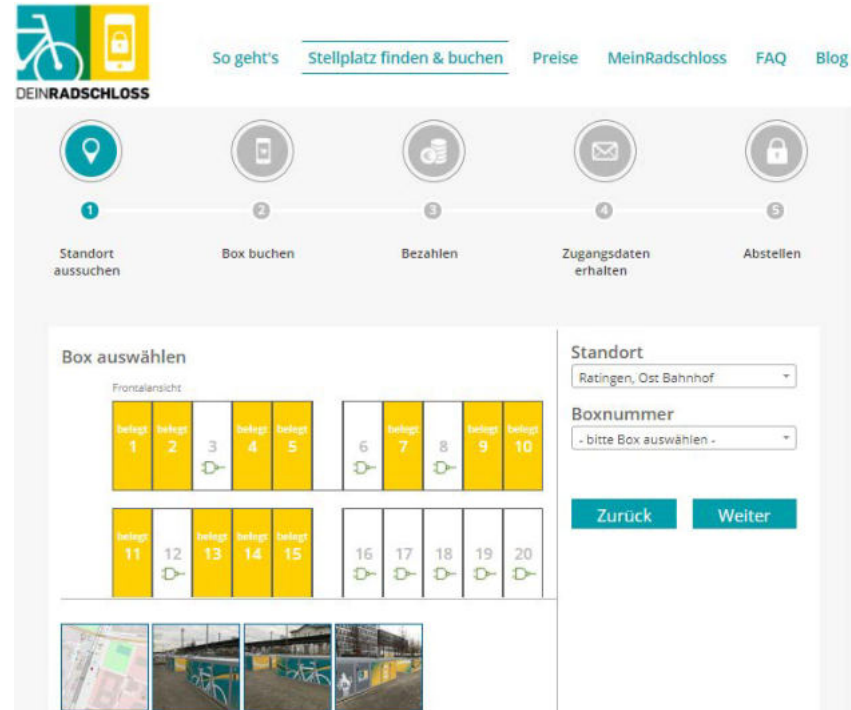 DEINRADSCHLOSS
So geht's Stellplatz finden & buchen Preise MeinRadschloss FAQ Blog
1 2 3 4 5
Standort aussuchen
Box buchen
Bezahlen
Zugangsdaten erhalten
Abstellen
Box auswählen
Frontalansicht
belegt belegt belegt belegt belegt belegt belegt
1 2 3 4 5 6 7 8 9 10
belegt belegt belegt belegt
11 12 13 14 15 16 17 18 19 20
Standort
Ratingen, Ost Bahnhof
Boxnummer
- bitte Box auswählen -
Zurück Weiter